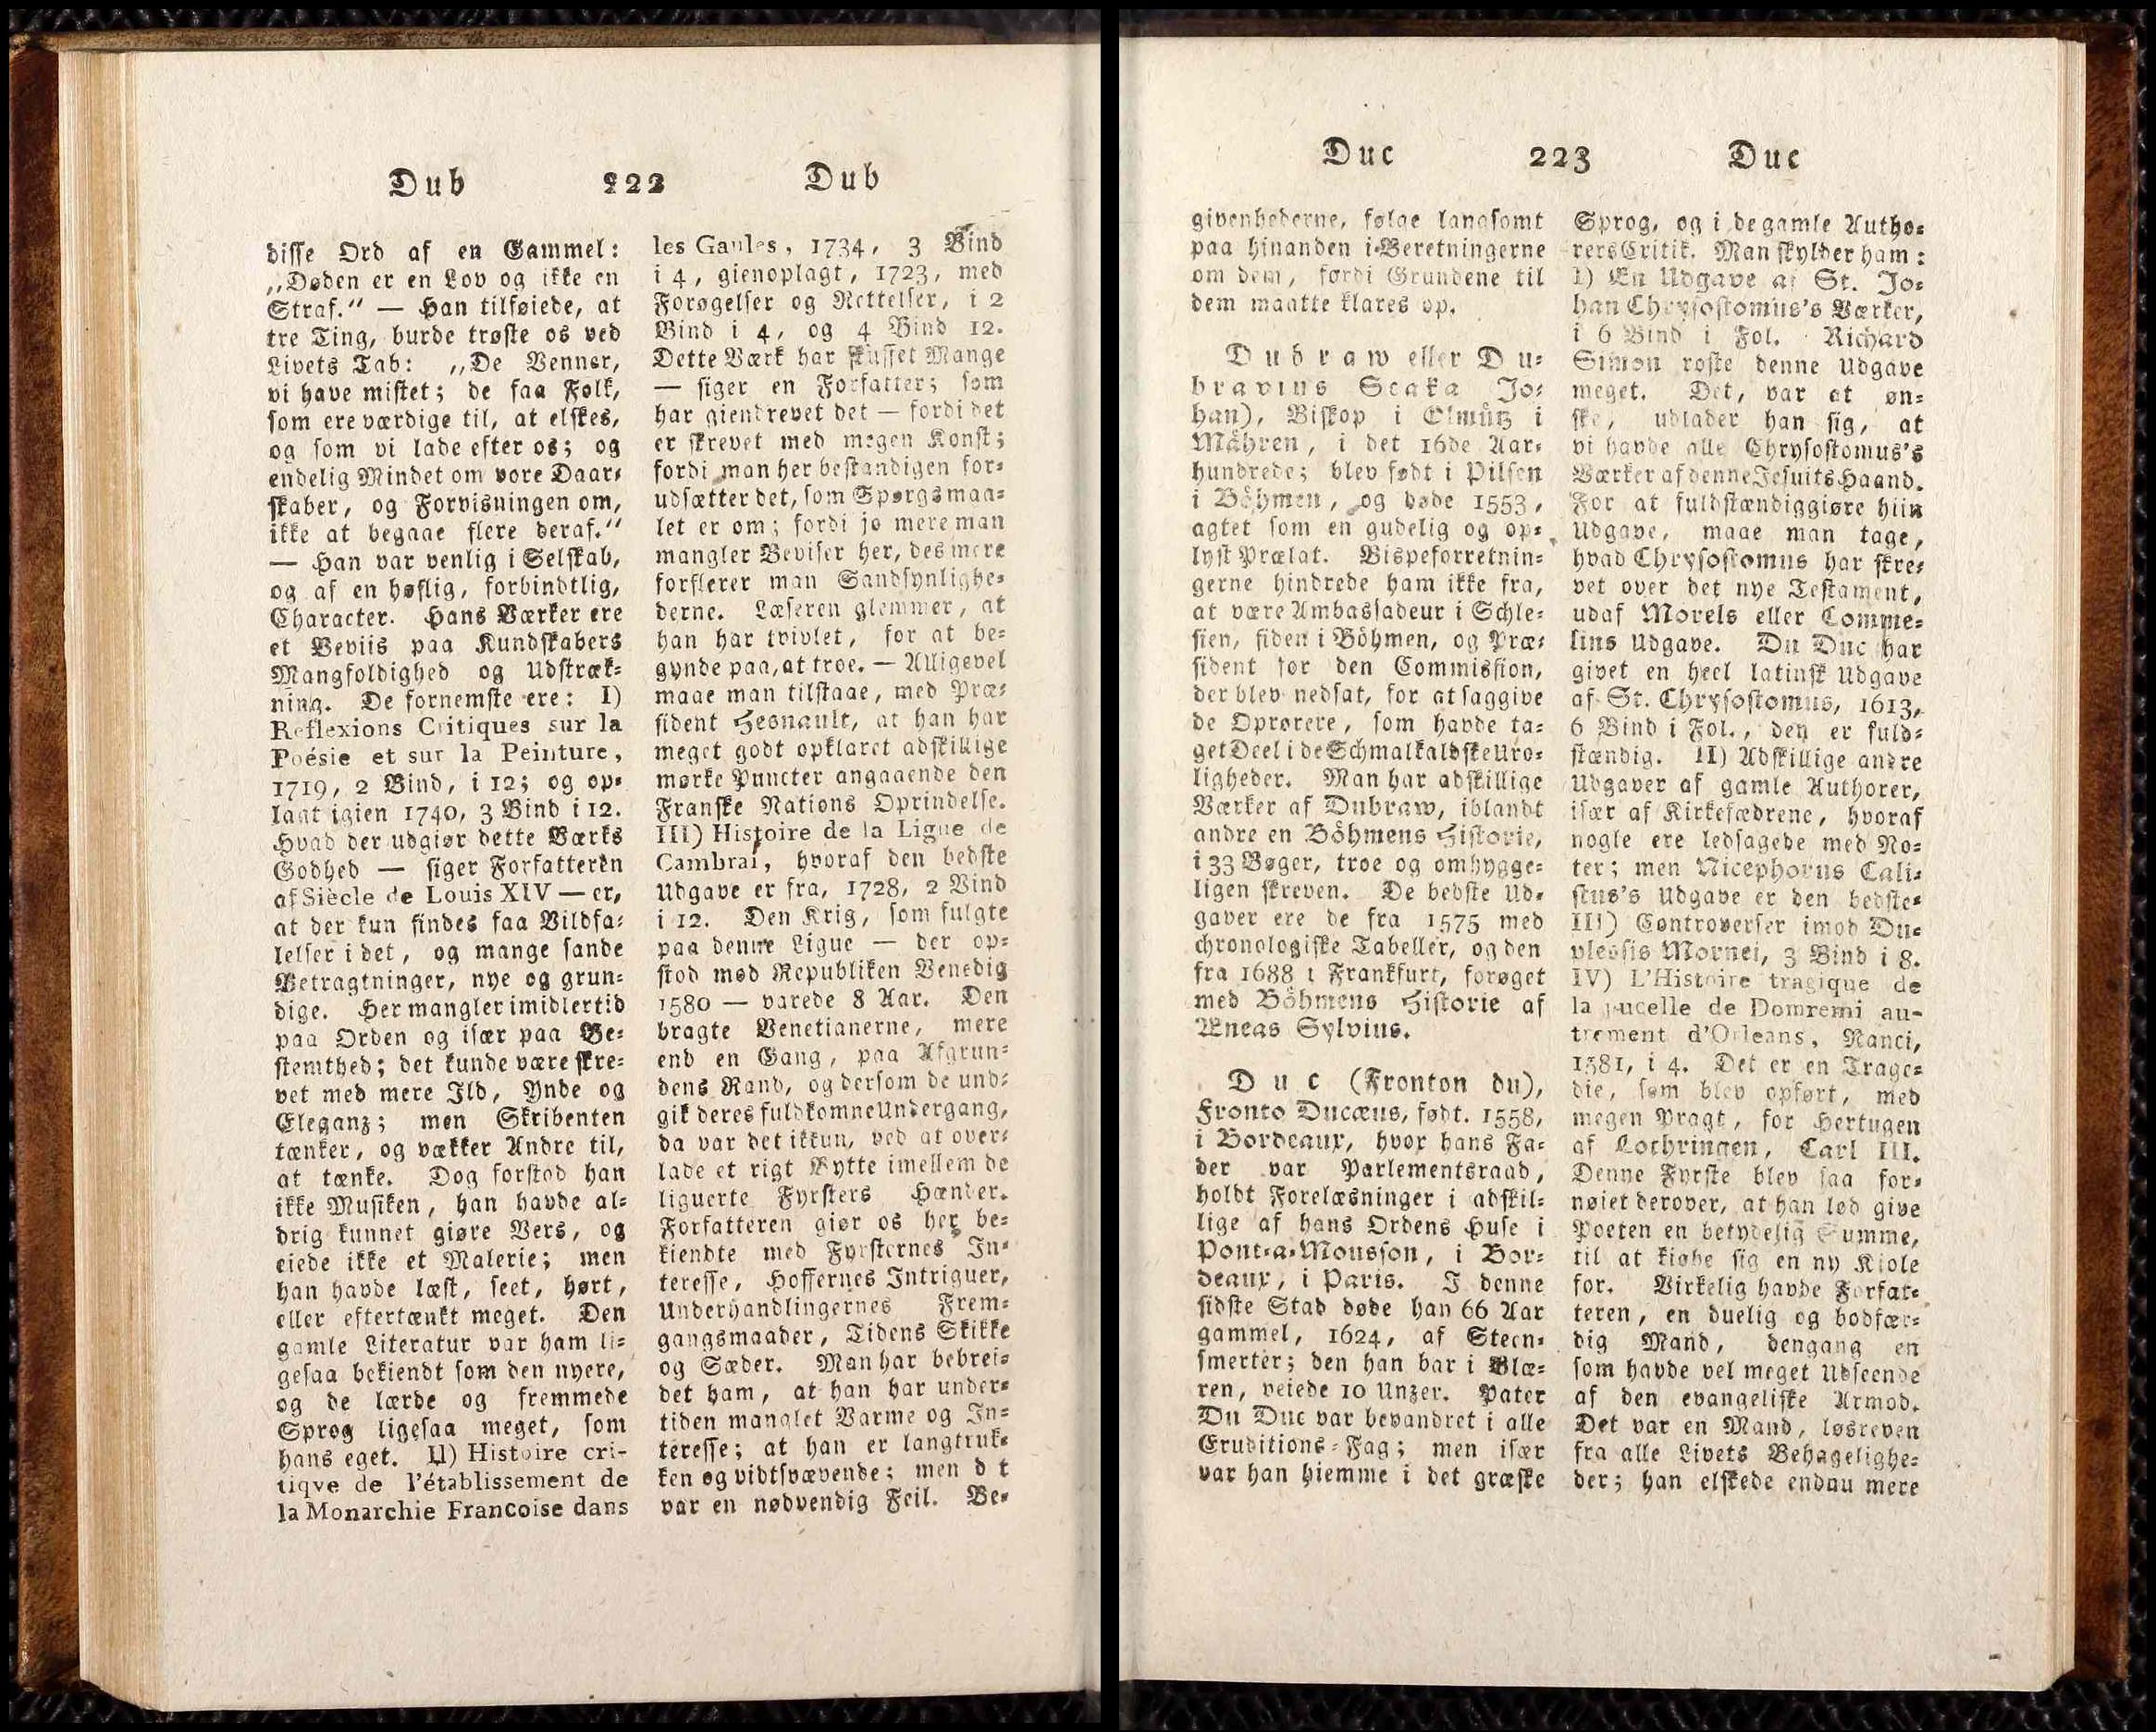 Dub 222 Dub
disse Ord af en Gammel:
„Døden er en Lov og ikke en
Straf.“ — Han tilføiede, at
tre Ting, burde trøste os ved
Livets Tab: „De Venner,
vi have mistet; de faa Folk,
som ere værdige til, at elskes,
og som vi lade efter os; og
endelig Mindet om vore Daar-
skaber, og Forvisningen om,
ikke at begaae flere deraf.“
— Han var venlig i Selskab,
og af en høflig, forbindtlig,
Character. Hans Værker ere
et Beviis paa Kundskabers
Mangfoldighed og Udstræk-
ning. De fornemste ere: I)
Reflexions Critiques sur la
Poésie et sur la Peinture,
1719, 2 Bind, i 12; og op-
lagt igien 1740, 3 Bind i 12.
Hvad der udgiør dette Værks
Godhed — siger Forfatteren
af Siècle de Louis XIV — er,
at der kun findes faa Vildfa-
lelser i det, og mange sande
Betragtninger, nye og grun-
dige. Her mangler imidlertid
paa Orden og især paa Be-
stemthed; det kunde være skre-
vet med mere Ild, Ynde og
Eleganz; men Skribenten
tænker, og vækker Andre til,
at tænke. Dog forstod han
ikke Musiken, han havde al-
drig kunnet giøre Vers, og
eiede ikke et Malerie; men
han havde læst, seet, hørt,
eller eftertænkt meget. Den
gamle Literatur var ham li-
gesaa bekiendt som den nyere,
og de lærde og fremmede
Sprog ligesaa meget, som
hans eget. II) Histoire cri-
tiqve de l'établissement de
la Monarchie Francoise dans
les Gaules, 1734, 3 Bind
i 4, gienoplagt, 1723, med
Forøgelser og Rettelser, i 2
Bind i 4, og 4 Bind 12.
Dette Værk har skuffet Mange
— siger en Forfatter; som
har giendrevet det — fordi det
er skrevet med megen Konst;
fordi man her bestandigen for-
udsætter det, som Spørgsmaa-
let er om; fordi jo mere man
mangler Beviser her, des mere
forflerer man Sandsynlighe-
derne. Læseren glemmer, at
han har tvivlet, for at be-
gynde paa, at troe. — Alligevel
maae man tilstaae, med Præ-
sident Hesnault, at han har
meget godt opklaret adskillige
mørke Puncter angaaende den
Franske Nations Oprindelse.
III) Histoire de la Ligue de
Cambrai, hvoraf den bedste
Udgave er fra, 1728, 2 Bind
i 12. Den Krig, som fulgte
paa denne Ligue — der op-
stod mod Republiken Venedig
1580 — varede 8 Aar. Den
bragte Venetianerne, mere
end en Gang, paa Afgrun-
dens Rand, og dersom de und-
gik deres fuldkomne Undergang,
da var det ikkun, ved at over-
lade et rigt Bytte imellem de
liguerte Fyrsters Hænder.
Forfatteren giør os her be-
kiendte med Fyrsternes In-
teresse, Hoffernes Intriguer,
Underhandlingernes Frem-
gangsmaader, Tidens Skikke
og Sæder. Man har bebrei-
det ham, at han har under-
tiden manglet Varme og In-
teresse; at han er langtruk-
ken og vidtsvævende; men d t
var en nødvendig Feil. Be-
Duc 223 Duc
givenhederne, følge langsomt
paa hinanden i Beretningerne
om dem, fordi Grundene til
dem maatte klares op.
Dubraw eller Du-
bravius Scaka Jo-
han), Biskop i Olmütz i
Mähren, i det 16de Aar-
hundrede; blev født i Pilsen
i Böhmen, og døde 1553,
agtet som en gudelig og op-
lyst Prælat. Bispeforretnin-
gerne hindrede ham ikke fra,
at være Ambassadeur i Schle-
sien, siden i Böhmen, og Præ-
sident for den Commission,
der blev nedsat, for at saggive
de Oprørere, som havde ta-
get Deel i de Schmalkaldske Uro-
ligheder. Man har adskillige
Værker af Dubraw, iblandt
andre en Böhmens Historie,
i 33 Bøger, troe og omhygge-
ligen skreven. De bedste Ud-
gaver ere de fra 1575 med
chronologiske Tabeller, og den
fra 1688 i Frankfurt, forøget
med Böhmens Historie af
Æneas Sylvius.
Duc (Fronton du),
Fronto Ducæus, født. 1558,
i Bordeaux, hvor hans Fa-
der var Parlementsraad,
holdt Forelæsninger i adskil-
lige af hans Ordens Huse i
Pont-a-Mousson, i Bor-
deaux, i Paris. I denne
sidste Stad døde han 66 Aar
gammel, 1624, af Steen-
smerter; den han bar i Blæ-
ren, veiede 10 Unzer. Pater
Du Duc var bevandret i alle
Eruditions-Fag; men især
var han hiemme i det græske
Sprog, og i de gamle Autho-
rers Critik. Man skylder ham:
I) En Udgave af St. Jo-
han Chrysostomus's Værker,
i 6 Bind i Fol. Richard
Simon roste denne Udgave
meget. Det, var at øn-
ske, udlader han sig, at
vi havde alle Chrysostomus's
Værker af denne Jesuits Haand.
For at fuldstændiggiøre hiin
Udgave, maae man tage,
hvad Chrysostomus har skre-
vet over det nye Testament,
udaf Morels eller Comme-
lins Udgave. Du Duc har
givet en heel latinsk Udgave
af St. Chrysostomus, 1613,
6 Bind i Fol., den er fuld-
stændig. II) Adskillige andre
Udgaver af gamle Authorer,
især af Kirkefædrene, hvoraf
nogle ere ledsagede med No-
ter; men Nicephorus Cali-
stus's Udgave er den bedste-
III) Controverser imod Du-
plessis Mornei, 3 Bind i 8.
IV) L'Histoire tragique de
la pucelle de Domremi au-
trement d'Orleans, Nanci,
1581, i 4. Det er en Trage-
die, som blev opført, med
megen Pragt, for Hertugen
af Lothringen, Carl III.
Denne Fyrste blev saa for-
nøiet derover, at han lod give
Poeten en betydelig Summe,
til at kiøbe sig en ny Kiole
for. Virkelig havde Forfat-
teren, en duelig og bodfær-
dig Mand, dengang en
som havde vel meget Udseende
af den evangeliske Armod.
Det var en Mand, løsreven
fra alle Livets Behagelighe-
der; han elskede endnu mere